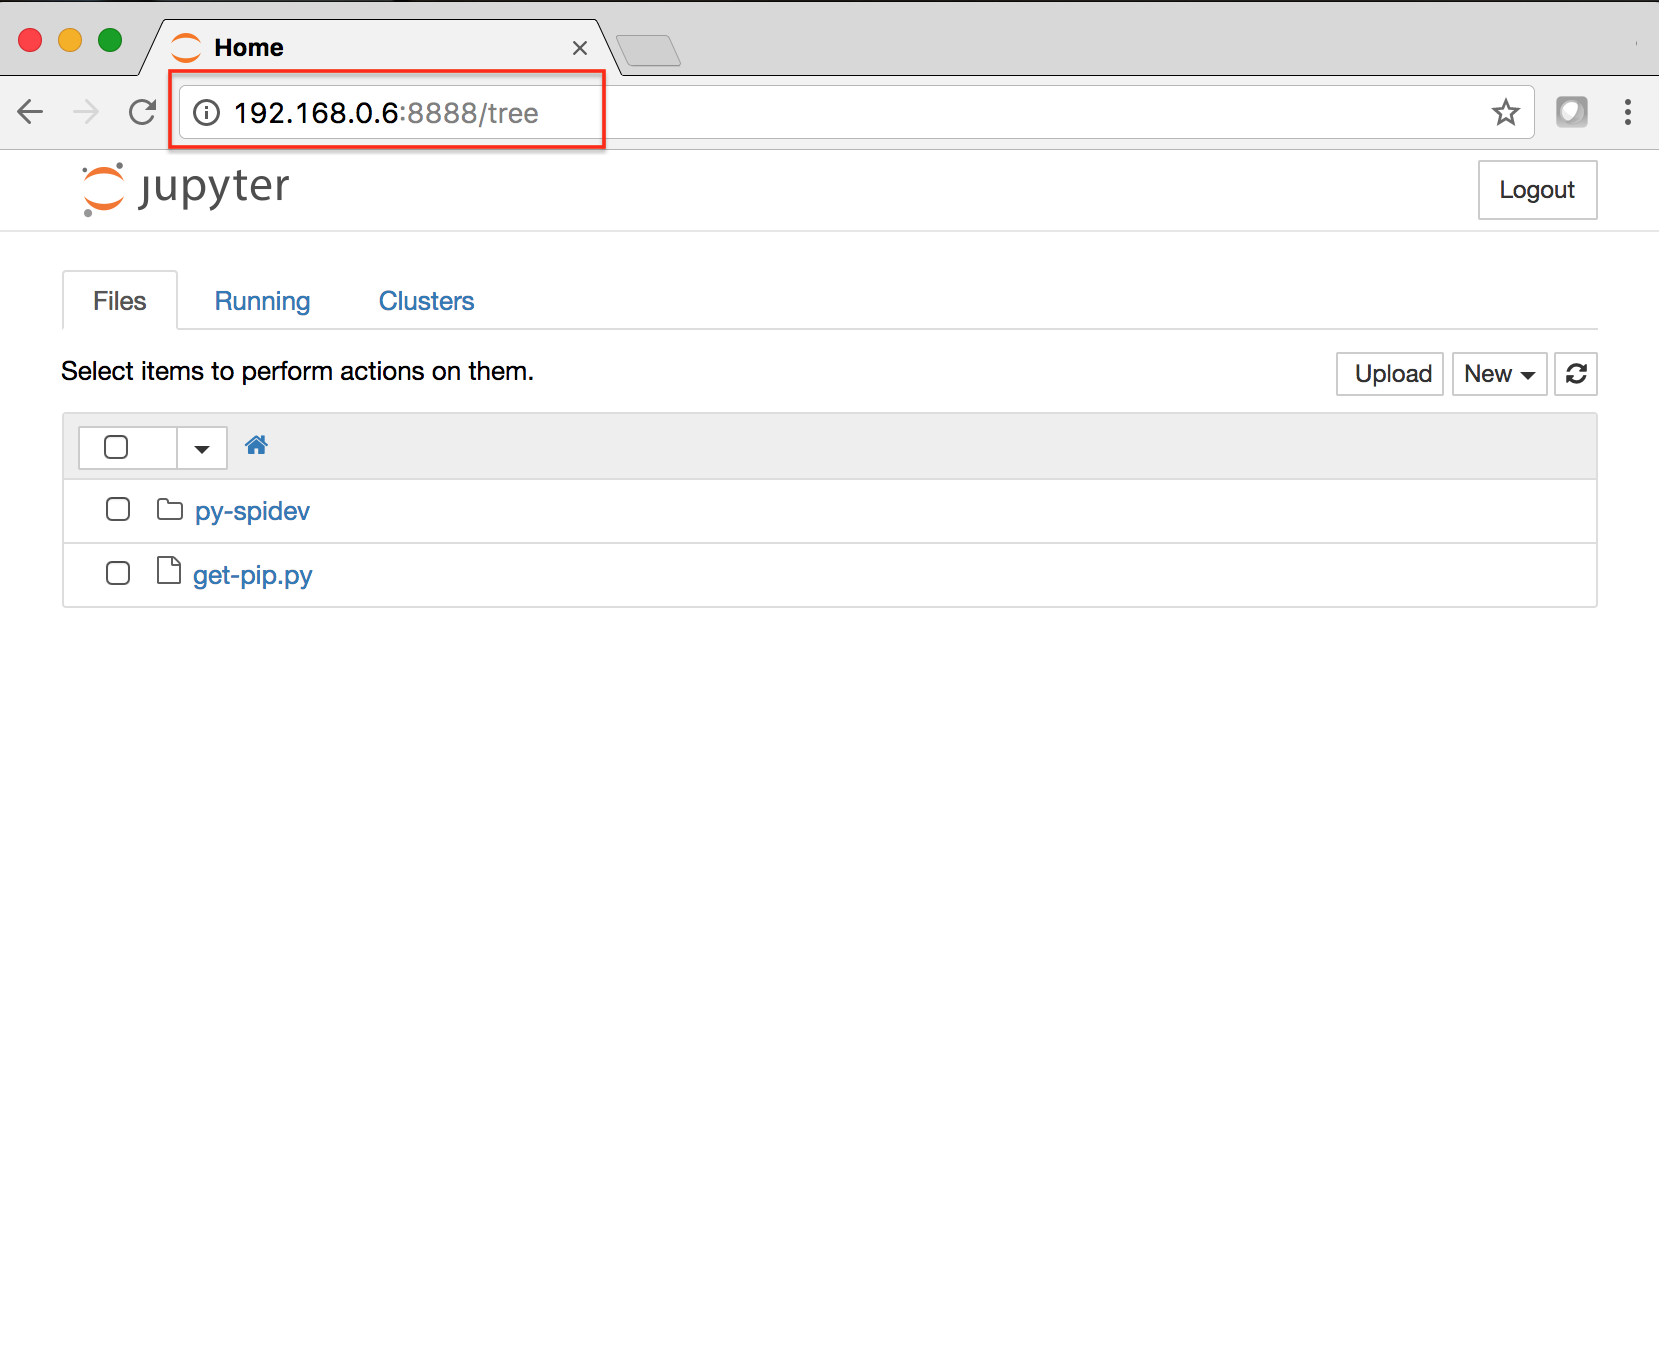 Home
192.168.0.6:8888/tree
jupyter
Logout
Files Running Clusters
Select items to perform actions on them.
Upload New
py-spidev
get-pip.py